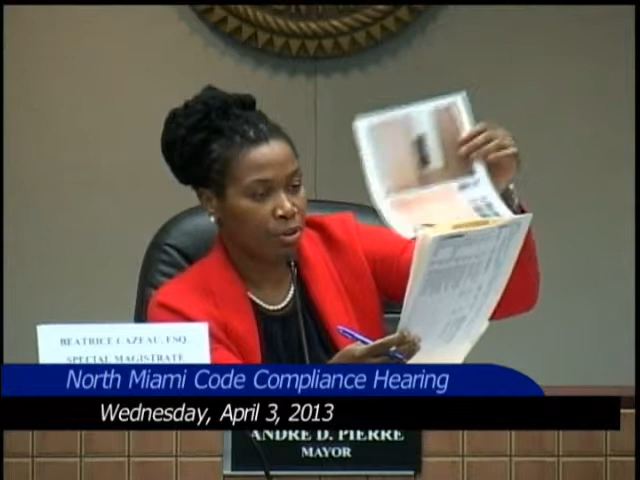 BEATRICE CAZEAU, ESQ.
SPECIAL MAGISTRATE
North Miami Code Compliance Hearing
Wednesday, April 3, 2013
ANDRE D. PIERRE
MAYOR